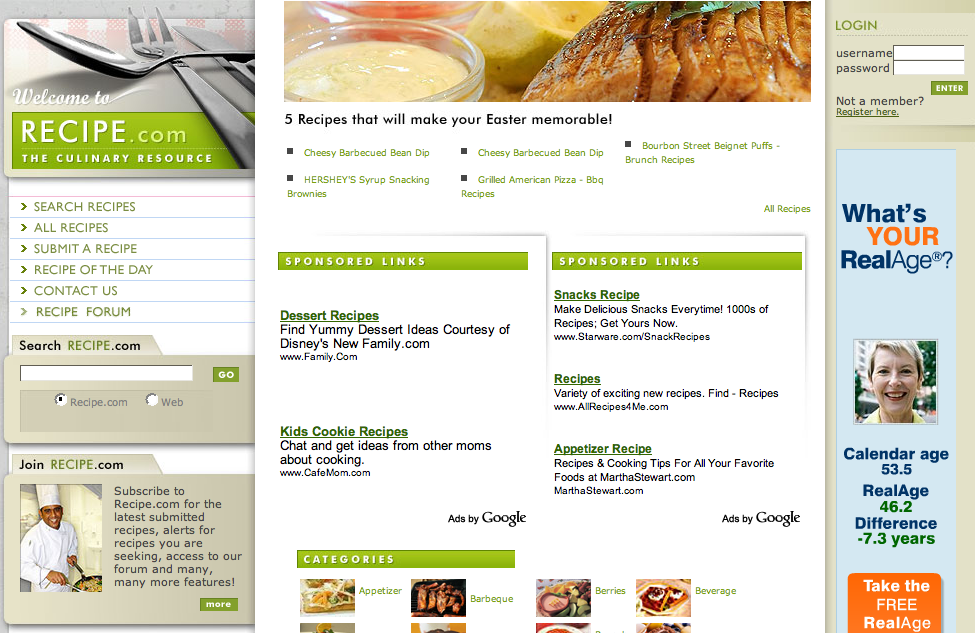 Welcome to
RECIPE.com
THE CULINARY RESOURCE
SEARCH RECIPES
ALL RECIPES
SUBMIT A RECIPE
RECIPE OF THE DAY
CONTACT US
RECIPE FORUM
Search RECIPE.com
GO
Recipe.com Web
Join RECIPE.com
Subscribe to
Recipe.com for the
latest submitted
recipes, alerts for
recipes you are
seeking, access to our
forum and many,
many more features!
more
5 Recipes that will make your Easter memorable!
Cheesy Barbecued Bean Dip
HERSHEY'S Syrup Snacking
Brownies
Cheesy Barbecued Bean Dip
Grilled American Pizza - Bbq
Recipes
Bourbon Street Beignet Puffs -
Brunch Recipes
All Recipes
SPONSORED LINKS
Dessert Recipes
Find Yummy Dessert Ideas Courtesy of
Disney's New Family.com
www.Family.Com
Kids Cookie Recipes
Chat and get ideas from other moms
about cooking.
www.CafeMom.com
Ads by Google
SPONSORED LINKS
Snacks Recipe
Make Delicious Snacks Everytime! 1000s of
Recipes; Get Yours Now.
www.Starware.com/SnackRecipes
Recipes
Variety of exciting new recipes. Find - Recipes
www.AllRecipes4Me.com
Appetizer Recipe
Recipes & Cooking Tips For All Your Favorite
Foods at MarthaStewart.com
MarthaStewart.com
Ads by Google
CATEGORIES
Appetizer
Barbeque
Berries
Beverage
LOGIN
username
password
ENTER
Not a member?
Register here.
What's
YOUR
RealAge®?
Calendar age
53.5
RealAge
46.2
Difference
-7.3 years
Take the
FREE
RealAge